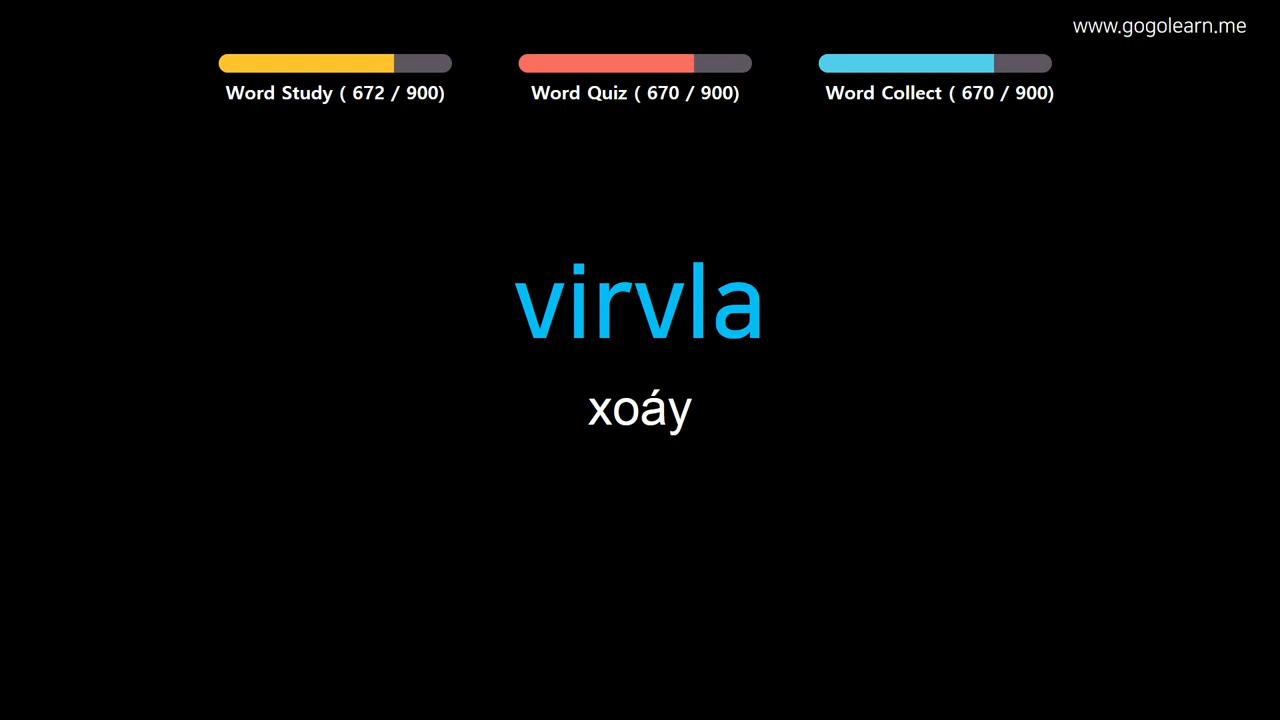 www.gogolearn.me
Word Study ( 672 / 900)
Word Quiz ( 670 / 900)
Word Collect ( 670 / 900)
virvla
xoáy